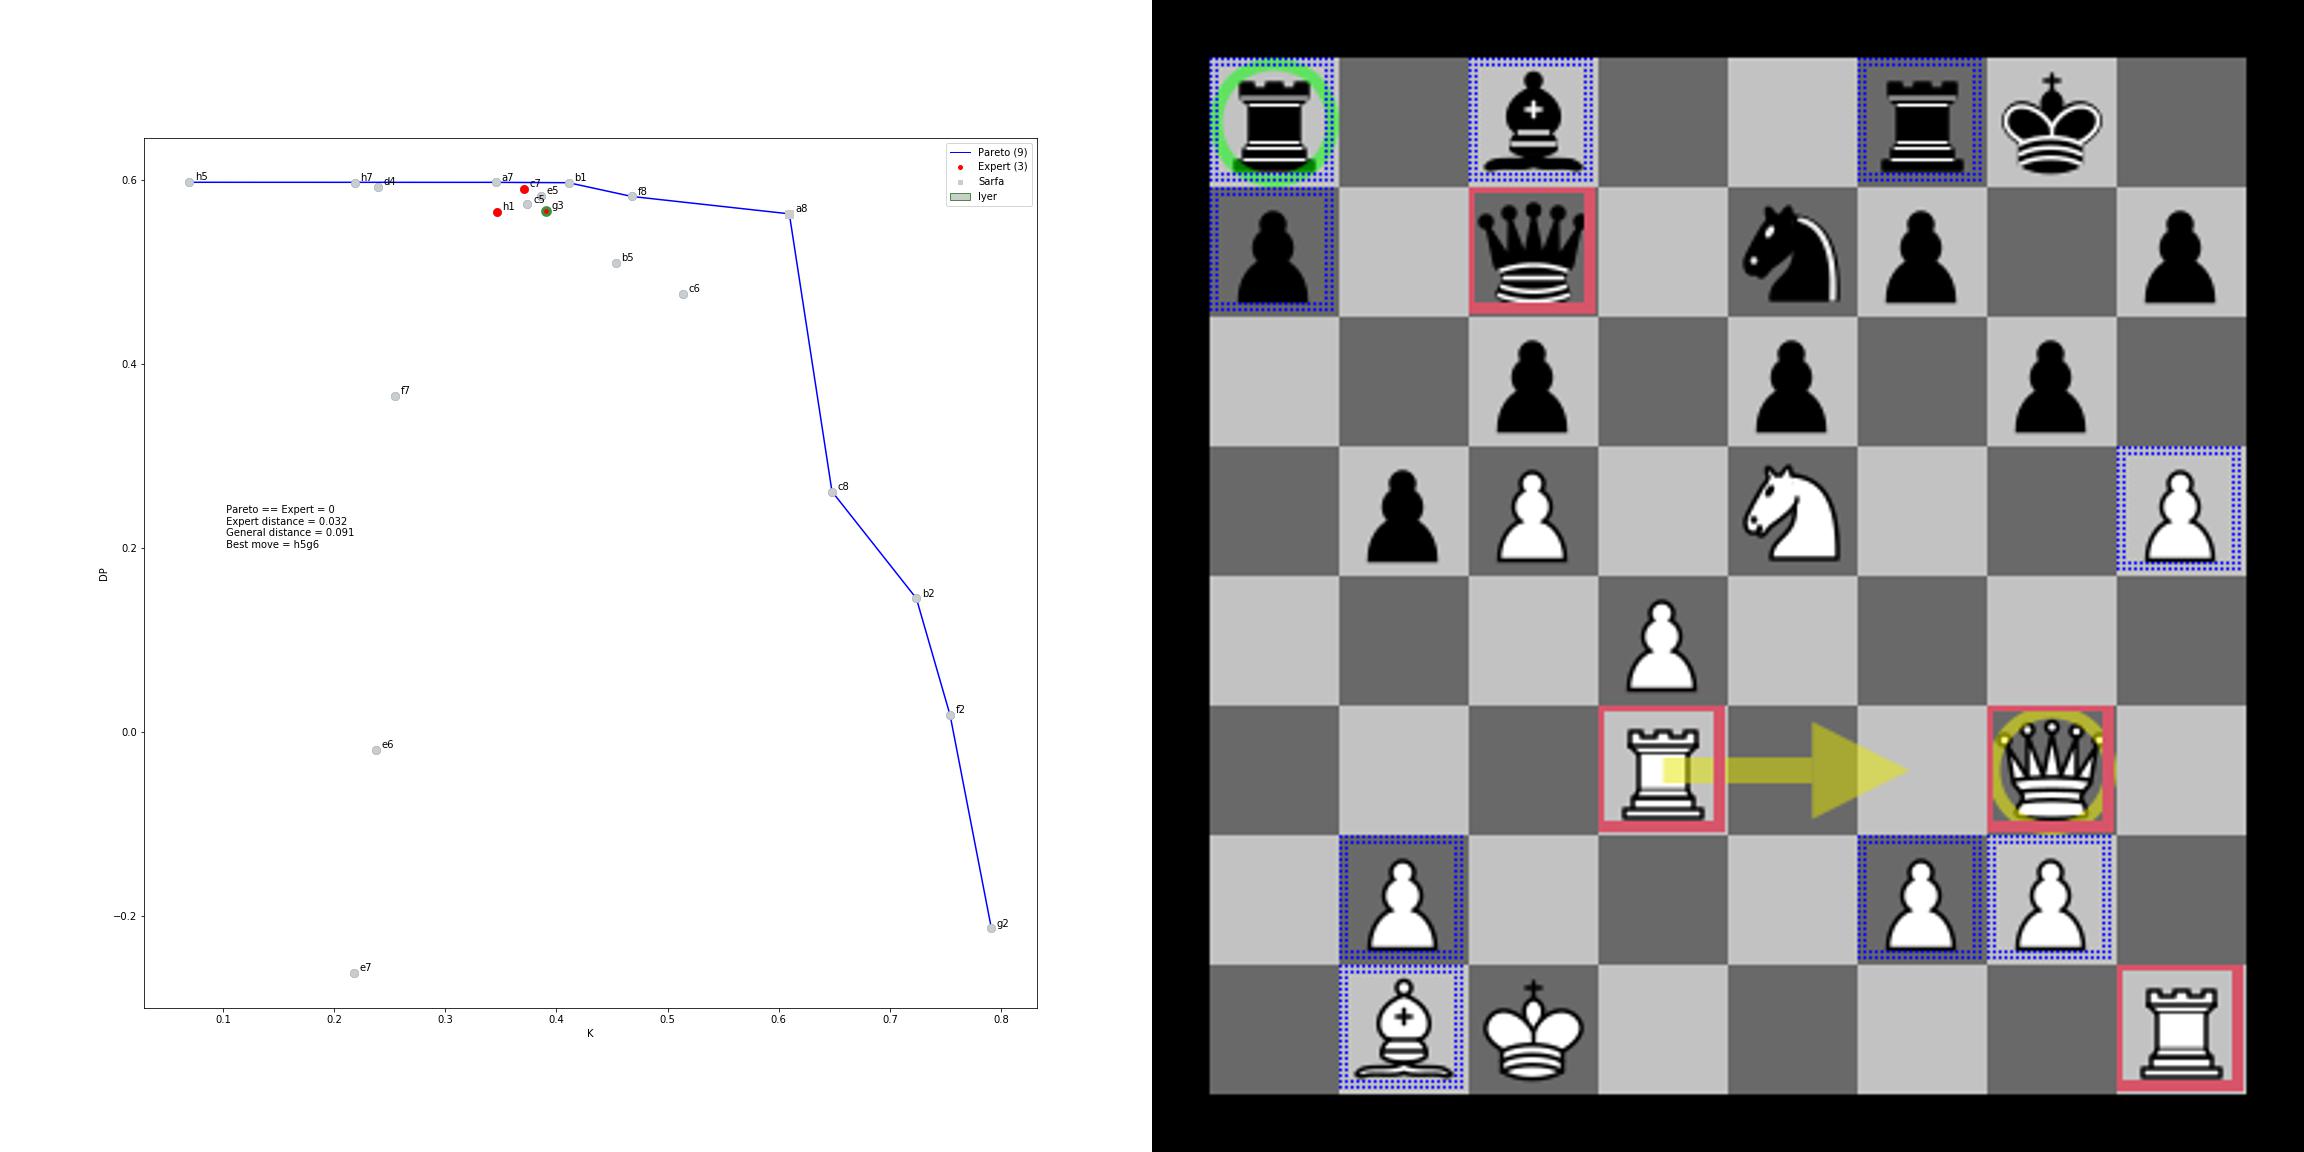 Pareto (9)
Expert (3)
Sarfa
Iyer
h5
h7
d4
a7
c7
e5
b1
f8
c5
h1
g3
a8
b5
c6
f7
c8
b2
f2
e6
g2
e7
Pareto == Expert = 0
Expert distance = 0.032
General distance = 0.091
Best move = h5g6
DP
0.6
0.4
0.2
0.0
−0.2
0.1
0.2
0.3
0.4
0.5
0.6
0.7
0.8
K